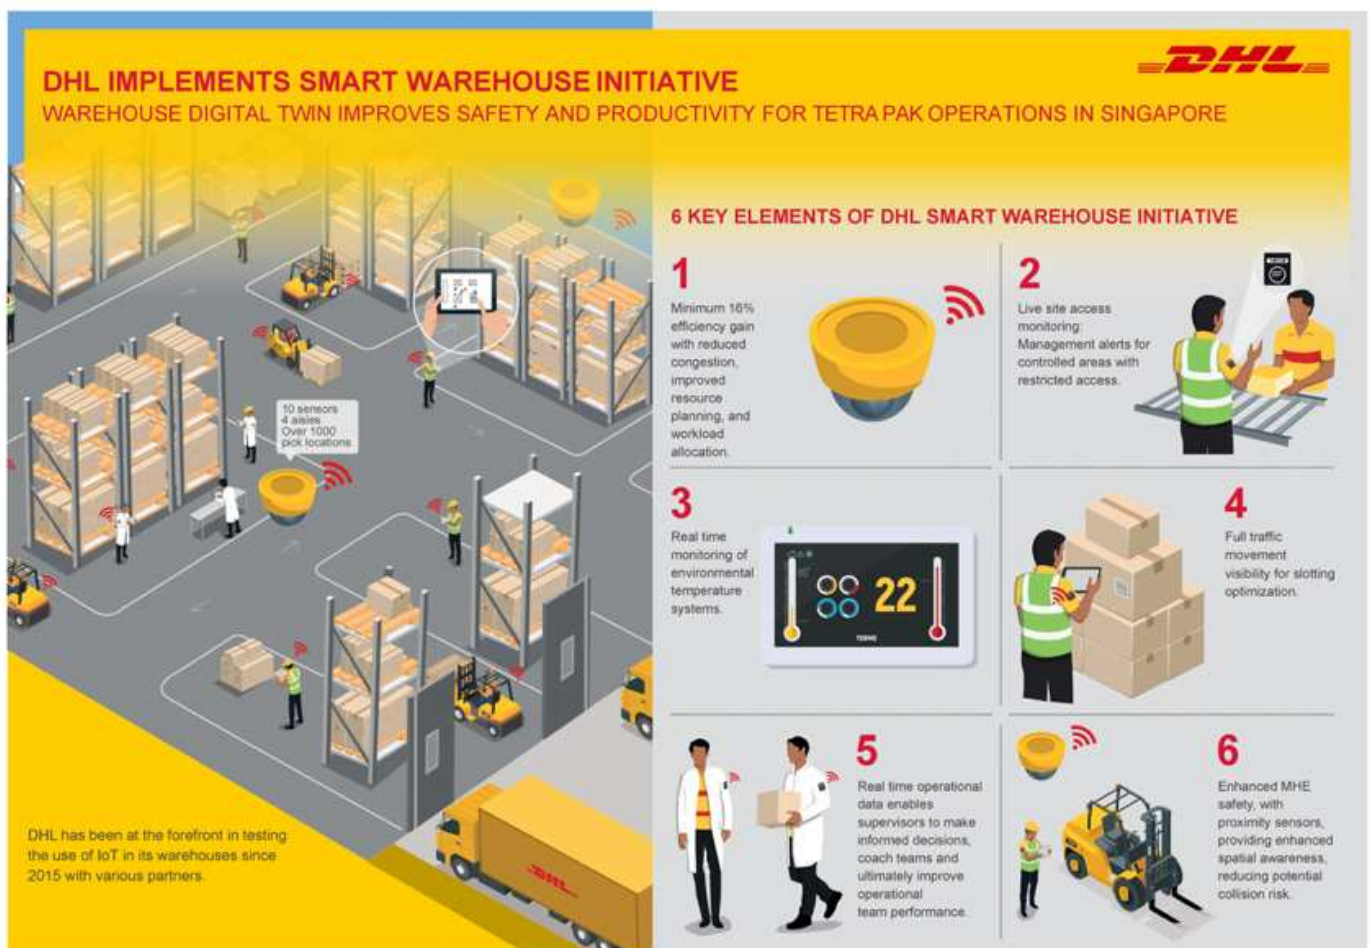 DHL
DHL IMPLEMENTS SMART WAREHOUSE INITIATIVE
WAREHOUSE DIGITAL TWIN IMPROVES SAFETY AND PRODUCTIVITY FOR TETRA PAK OPERATIONS IN SINGAPORE
10 sensors
4 aisles
Over 1000
pick locations
DHL has been at the forefront in testing
the use of IoT in its warehouses since
2015 with various partners.
DHL
6 KEY ELEMENTS OF DHL SMART WAREHOUSE INITIATIVE
1
Minimum 16%
efficiency gain
with reduced
congestion,
improved
resource
planning, and
workload
allocation.
2
Live site access
monitoring:
Management alerts for
controlled areas with
restricted access.
3
Real time
monitoring of
environmental
temperature
systems.
22
4
Full traffic
movement
visibility for slotting
optimization.
5
Real time operational
data enables
supervisors to make
informed decisions,
coach teams and
ultimately improve
operational
team performance.
6
Enhanced MHE
safety, with
proximity sensors,
providing enhanced
spatial awareness,
reducing potential
collision risk.